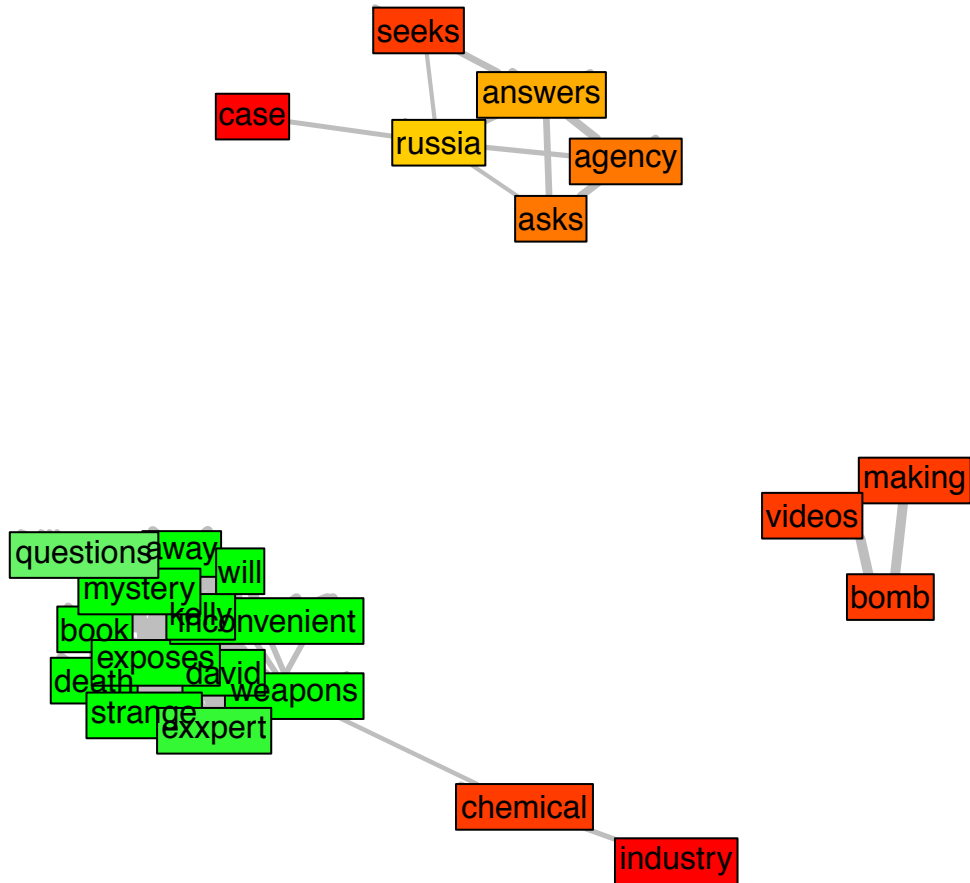 seeks
answers
case
russia
agency
asks
making
videos
bomb
questions
away
will
mystery
kelly
inconvenient
book
exposes
david
death
weapons
strange
exxpert
chemical
industry